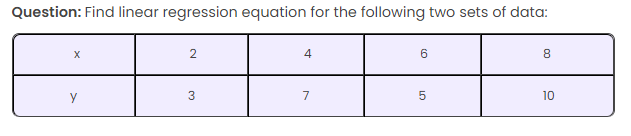 Question: Find linear regression equation for the following two sets of data:
x 2 4 6 8
y 3 7 5 10